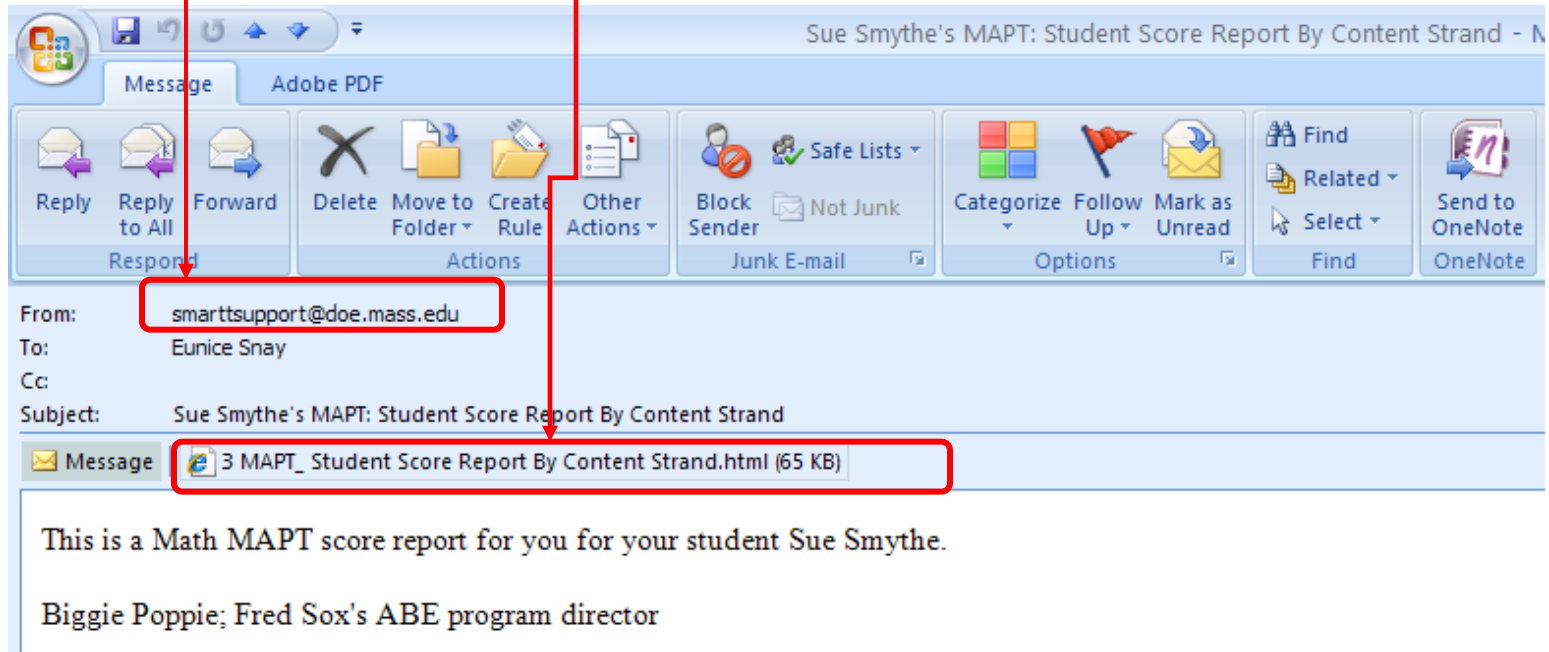 Sue Smythe's MAPT: Student Score Report By Content Strand -
Message Adobe PDF
Reply Reply to All Forward Delete Move to Folder Create Rule Other Actions Block Sender Safe Lists Not Junk Categorize Follow Up Mark as Unread Find Related Select Send to OneNote
Respond Actions Junk E-mail Options Find OneNote
From: smarttsupport@doe.mass.edu
To: Eunice Snay
Cc:
Subject: Sue Smythe's MAPT: Student Score Report By Content Strand
Message 3 MAPT_ Student Score Report By Content Strand.html (65 KB)
This is a Math MAPT score report for you for your student Sue Smythe.
Biggie Poppie; Fred Sox's ABE program director